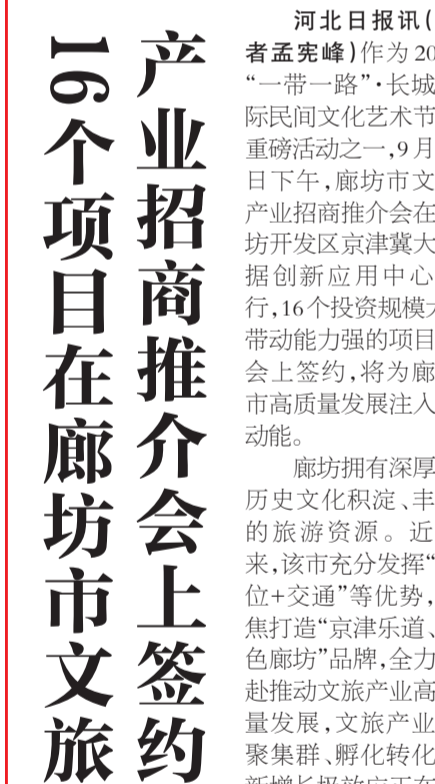 16个项目在廊坊市文旅
产业招商推介会上签约
河北日报讯(
者孟宪峰)作为20
“一带一路”·长城
际民间文化艺术节
重磅活动之一,9月
日下午,廊坊市文
产业招商推介会在
坊开发区京津冀大
据创新应用中心
行,16个投资规模大
带动能力强的项目
会上签约,将为廊
市高质量发展注入
动能。
廊坊拥有深厚
历史文化积淀、丰
的旅游资源。近
来,该市充分发挥“
位+交通”等优势,
焦打造“京津乐道、
色廊坊”品牌,全力
赴推动文旅产业高
量发展,文旅产业
聚集群、孵化转化